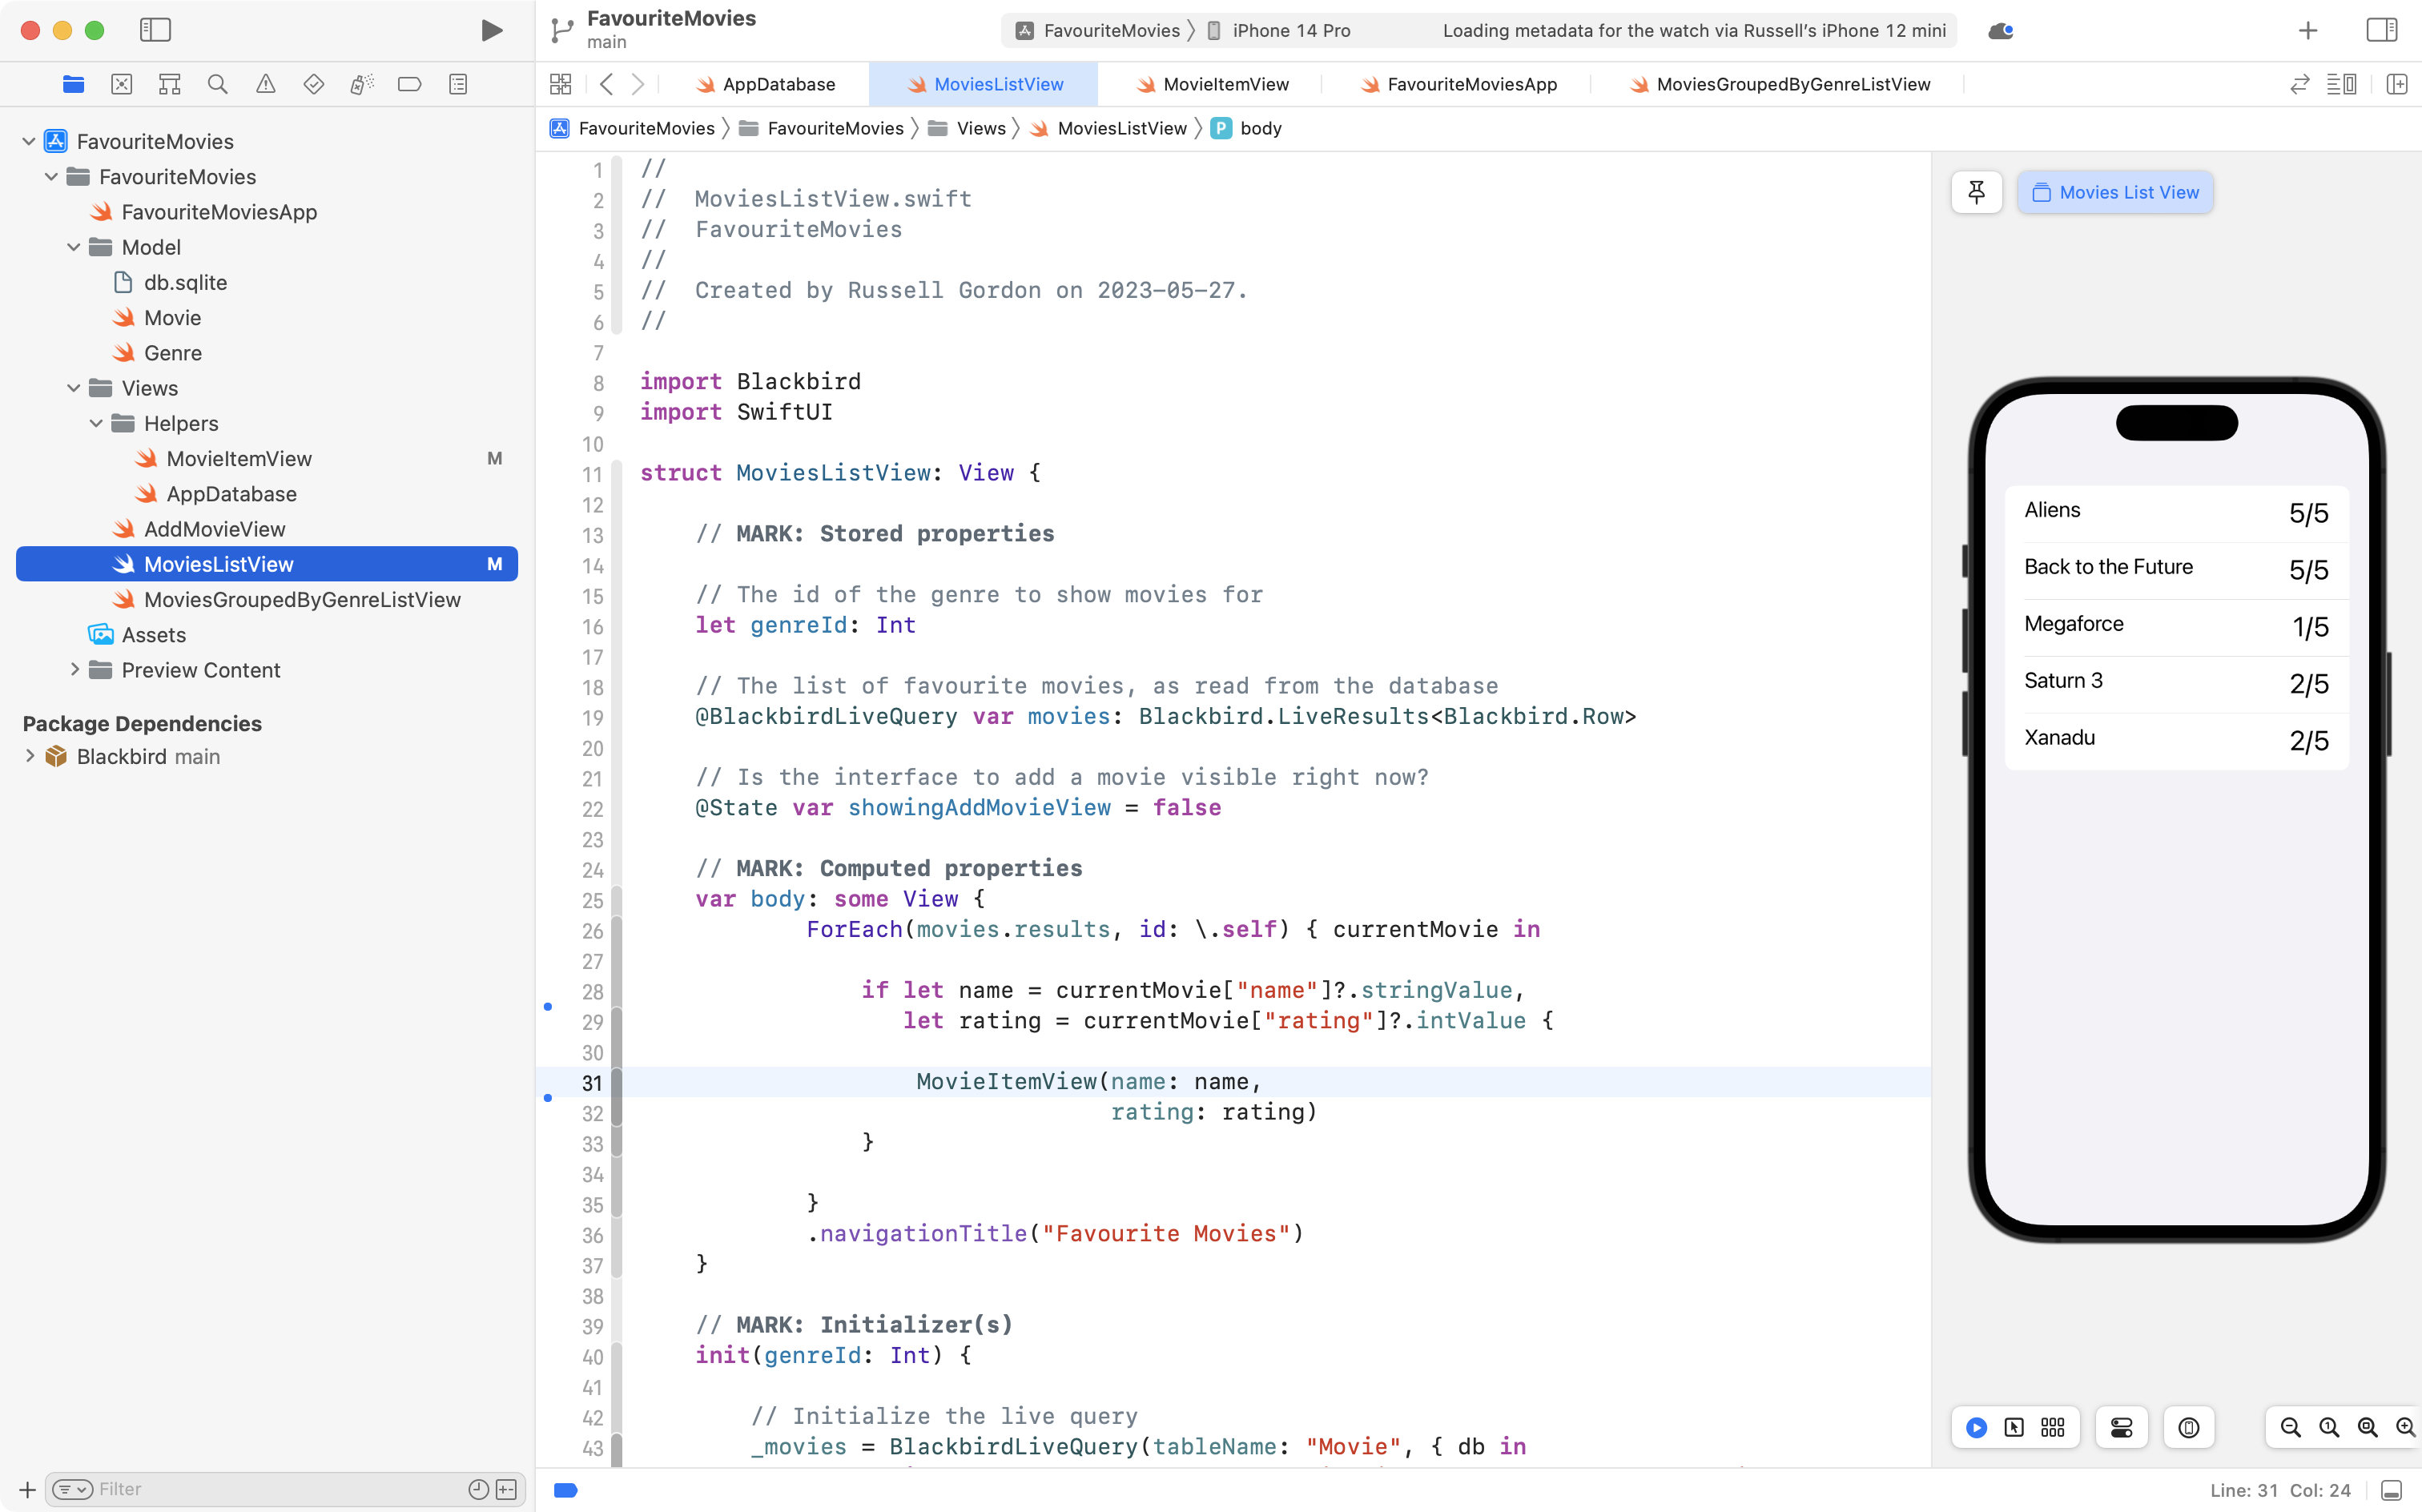 FavouriteMovies
main
FavouriteMovies
iPhone 14 Pro
Loading metadata for the watch via Russell’s iPhone 12 mini
AppDatabase
MoviesListView
MovieItemView
FavouriteMoviesApp
MoviesGroupedByGenreListView
FavouriteMovies
FavouriteMovies
Views
MoviesListView
P body
FavouriteMovies
FavouriteMovies
FavouriteMoviesApp
Model
db.sqlite
Movie
Genre
Views
Helpers
MovieItemView M
AppDatabase
AddMovieView
MoviesListView M
MoviesGroupedByGenreListView
Assets
Preview Content
Package Dependencies
Blackbird main
Filter
1 //
2 //  MoviesListView.swift
3 //  FavouriteMovies
4 //
5 //  Created by Russell Gordon on 2023-05-27.
6 //
7
8 import Blackbird
9 import SwiftUI
10
11 struct MoviesListView: View {
12
13     // MARK: Stored properties
14
15     // The id of the genre to show movies for
16     let genreId: Int
17
18     // The list of favourite movies, as read from the database
19     @BlackbirdLiveQuery var movies: Blackbird.LiveResults<Blackbird.Row>
20
21     // Is the interface to add a movie visible right now?
22     @State var showingAddMovieView = false
23
24     // MARK: Computed properties
25     var body: some View {
26             ForEach(movies.results, id: \.self) { currentMovie in
27
28                 if let name = currentMovie["name"]?.stringValue,
29                    let rating = currentMovie["rating"]?.intValue {
30
31                     MovieItemView(name: name,
32                                   rating: rating)
33                 }
34
35             }
36             .navigationTitle("Favourite Movies")
37     }
38
39     // MARK: Initializer(s)
40     init(genreId: Int) {
41
42         // Initialize the live query
43         _movies = BlackbirdLiveQuery(tableName: "Movie", { db in
Movies List View
Aliens 5/5
Back to the Future 5/5
Megaforce 1/5
Saturn 3 2/5
Xanadu 2/5
Line: 31 Col: 24